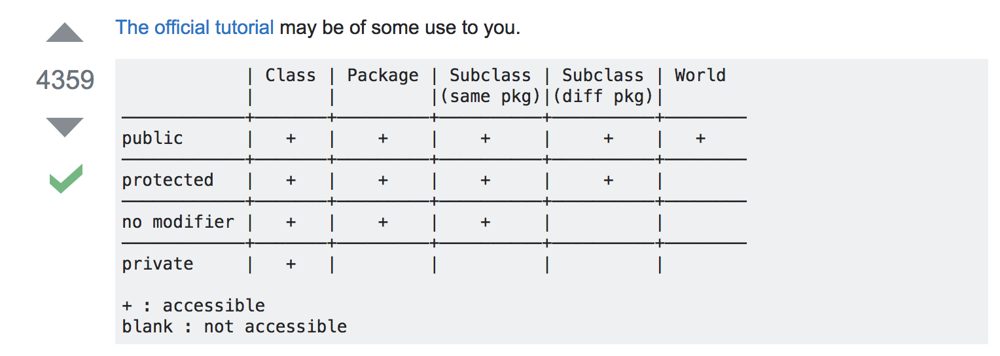 The official tutorial may be of some use to you.
4359
             | Class | Package | Subclass | Subclass | World
             |       |         |(same pkg)|(diff pkg)|
————————————+———————+—————————+——————————+——————————+————————
public       |   +   |    +    |    +     |     +    |   +
————————————+———————+—————————+——————————+——————————+————————
protected    |   +   |    +    |    +     |     +    |
————————————+———————+—————————+——————————+——————————+————————
no modifier  |   +   |    +    |    +     |          |
————————————+———————+—————————+——————————+——————————+————————
private      |   +   |         |          |          |
+ : accessible
blank : not accessible